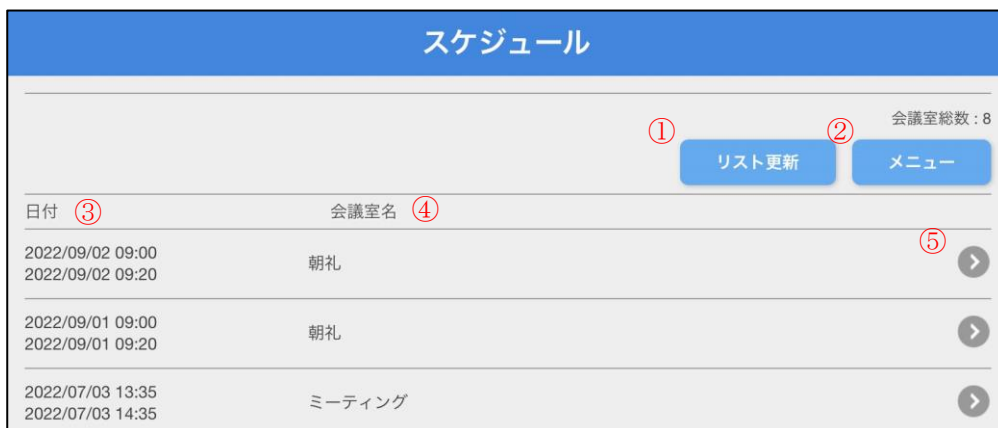 スケジュール
会議室総数 : 8
① ②
リスト更新 メニュー
日付 ③ 会議室名 ④
⑤
2022/09/02 09:00
2022/09/02 09:20
朝礼
2022/09/01 09:00
2022/09/01 09:20
朝礼
2022/07/03 13:35
2022/07/03 14:35
ミーティング